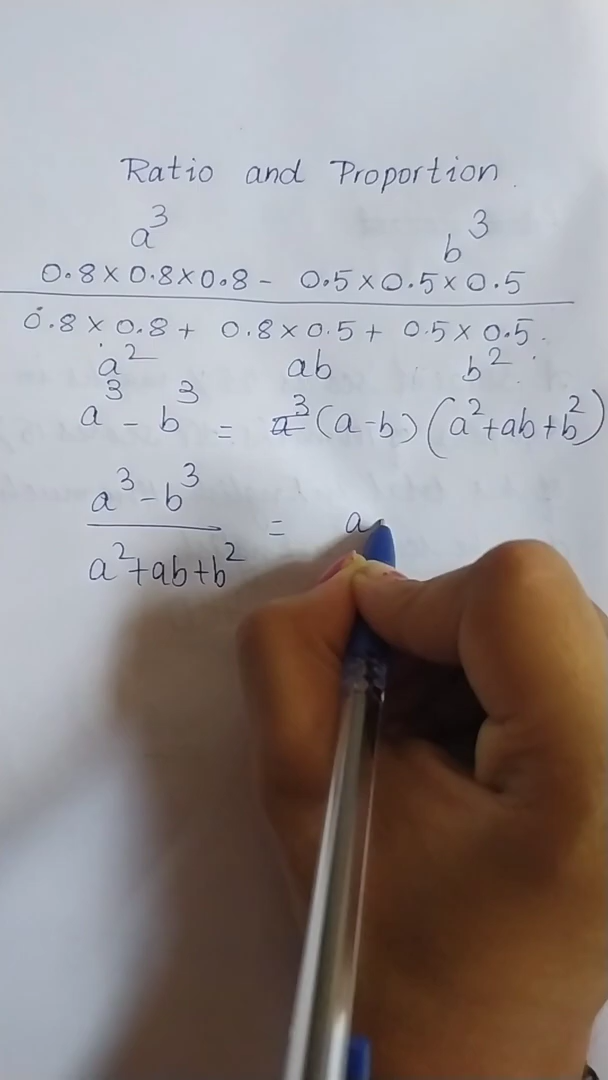 Ratio and Proportion.
a³ b³
0.8 × 0.8 × 0.8 - 0.5 × 0.5 × 0.5
0.8 × 0.8 + 0.8 × 0.5 + 0.5 × 0.5.
a² ab b²
a³ - b³ = a³ (a-b) (a²+ab+b²)
a³-b³
= a
a²+ab+b²